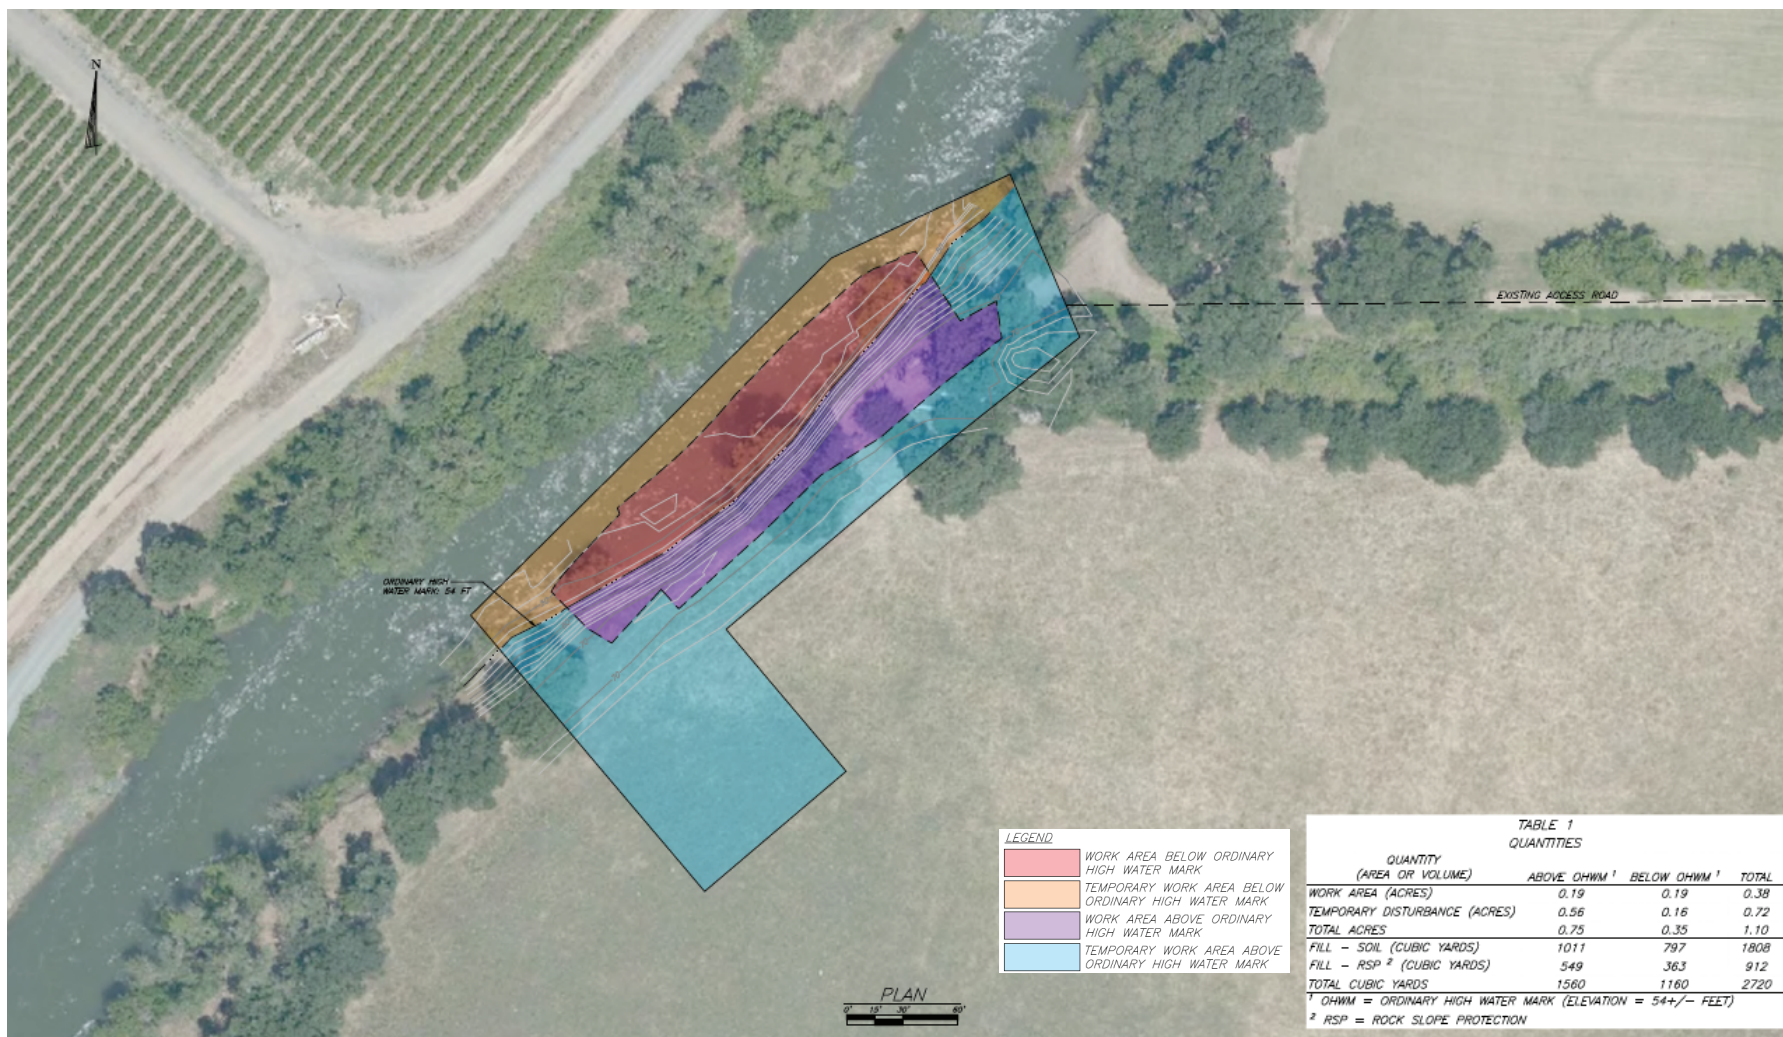 N
EXISTING ACCESS ROAD
ORDINARY HIGH
WATER MARK: 54 FT
LEGEND
WORK AREA BELOW ORDINARY
HIGH WATER MARK
TEMPORARY WORK AREA BELOW
ORDINARY HIGH WATER MARK
WORK AREA ABOVE ORDINARY
HIGH WATER MARK
TEMPORARY WORK AREA ABOVE
ORDINARY HIGH WATER MARK
PLAN
0' 15' 30' 60'
TABLE 1
QUANTITIES
QUANTITY
(AREA OR VOLUME) ABOVE OHWM ¹ BELOW OHWM ¹ TOTAL
WORK AREA (ACRES) 0.19 0.19 0.38
TEMPORARY DISTURBANCE (ACRES) 0.56 0.16 0.72
TOTAL ACRES 0.75 0.35 1.10
FILL – SOIL (CUBIC YARDS) 1011 797 1808
FILL – RSP ² (CUBIC YARDS) 549 363 912
TOTAL CUBIC YARDS 1560 1160 2720
¹ OHWM = ORDINARY HIGH WATER MARK (ELEVATION = 54+/– FEET)
² RSP = ROCK SLOPE PROTECTION